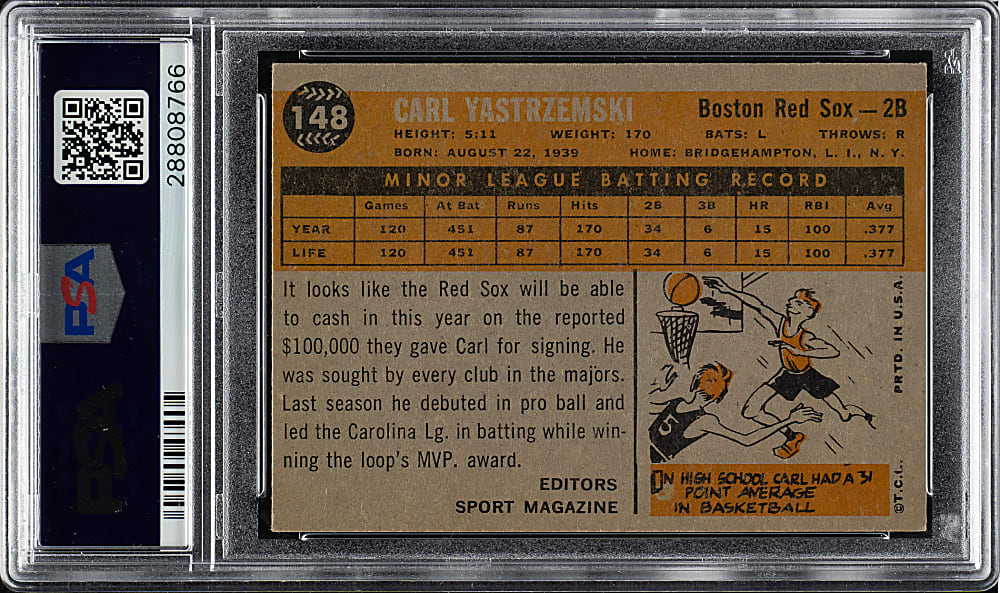 28808766
PSA
PSA
148
CARL YASTRZEMSKI
Boston Red Sox—2B
HEIGHT: 5:11 WEIGHT: 170 BATS: L THROWS: R
BORN: AUGUST 22, 1939 HOME: BRIDGEHAMPTON, L. I., N. Y.
MINOR LEAGUE BATTING RECORD
Games At Bat Runs Hits 2B 3B HR RBI Avg
YEAR 120 451 87 170 34 6 15 100 .377
LIFE 120 451 87 170 34 6 15 100 .377
It looks like the Red Sox will be able
to cash in this year on the reported
$100,000 they gave Carl for signing. He
was sought by every club in the majors.
Last season he debuted in pro ball and
led the Carolina Lg. in batting while win-
ning the loop's MVP. award.
EDITORS
SPORT MAGAZINE
5
IN HIGH SCHOOL CARL HAD A 31
POINT AVERAGE
IN BASKETBALL
©T.C.G. PRTD. IN U.S.A.